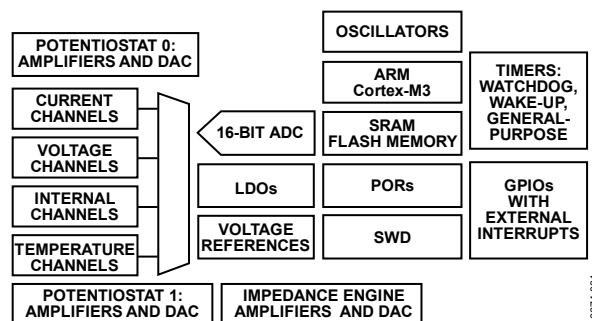 POTENTIOSTAT 0:
AMPLIFIERS AND DAC
CURRENT
CHANNELS
VOLTAGE
CHANNELS
INTERNAL
CHANNELS
TEMPERATURE
CHANNELS
POTENTIOSTAT 1:
AMPLIFIERS AND DAC
16-BIT ADC
LDOs
VOLTAGE
REFERENCES
IMPEDANCE ENGINE
AMPLIFIERS AND DAC
OSCILLATORS
ARM
Cortex-M3
SRAM
FLASH MEMORY
PORs
SWD
TIMERS:
WATCHDOG,
WAKE-UP,
GENERAL-
PURPOSE
GPIOs
WITH
EXTERNAL
INTERRUPTS